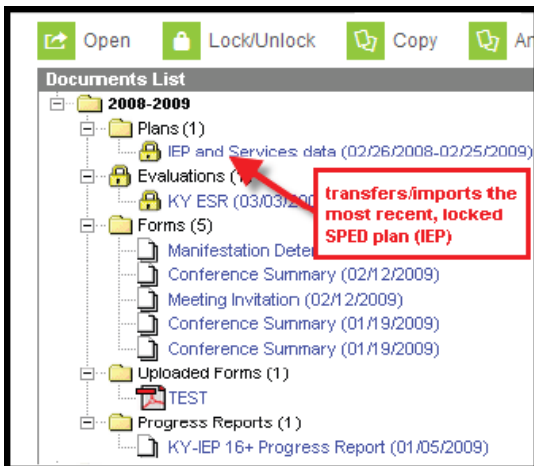 Open Lock/Unlock Copy Ar
Documents List
2008-2009
Plans (1)
IEP and Services data (02/26/2008-02/25/2009)
Evaluations (
KY ESR (03/03/200
transfers/imports the
most recent, locked
SPED plan (IEP)
Forms (5)
Manifestation Deter
Conference Summary (02/12/2009)
Meeting Invitation (02/12/2009)
Conference Summary (01/19/2009)
Conference Summary (01/19/2009)
Uploaded Forms (1)
TEST
Progress Reports (1)
KY-IEP 16+ Progress Report (01/05/2009)